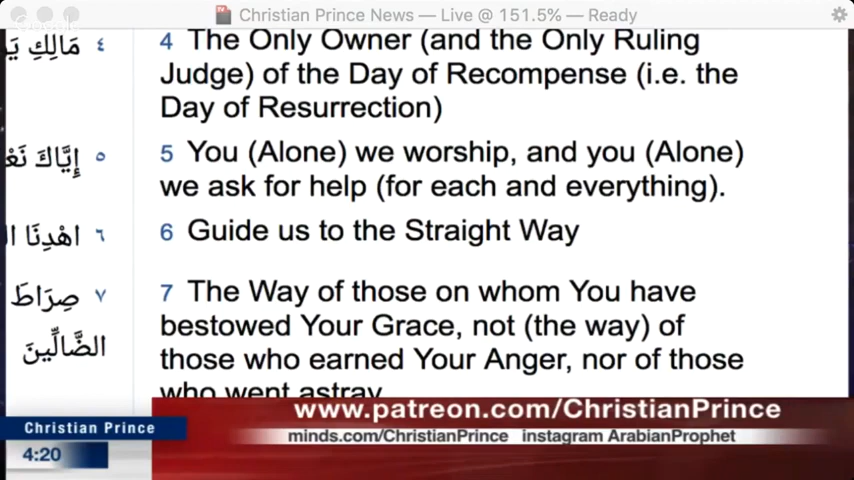 Christian Prince News — Live @ 151.5% — Ready
٤ مَالِكِ
4 The Only Owner (and the Only Ruling
Judge) of the Day of Recompense (i.e. the
Day of Resurrection)
٥ إِيَّاكَ
5 You (Alone) we worship, and you (Alone)
we ask for help (for each and everything).
٦ اهْدِنَا
6 Guide us to the Straight Way
٧ صِرَاطَ
الضَّالِّينَ
7 The Way of those on whom You have
bestowed Your Grace, not (the way) of
those who earned Your Anger, nor of those
who went astray
www.patreon.com/ChristianPrince
Christian Prince
minds.com/ChristianPrince instagram ArabianProphet
4:20